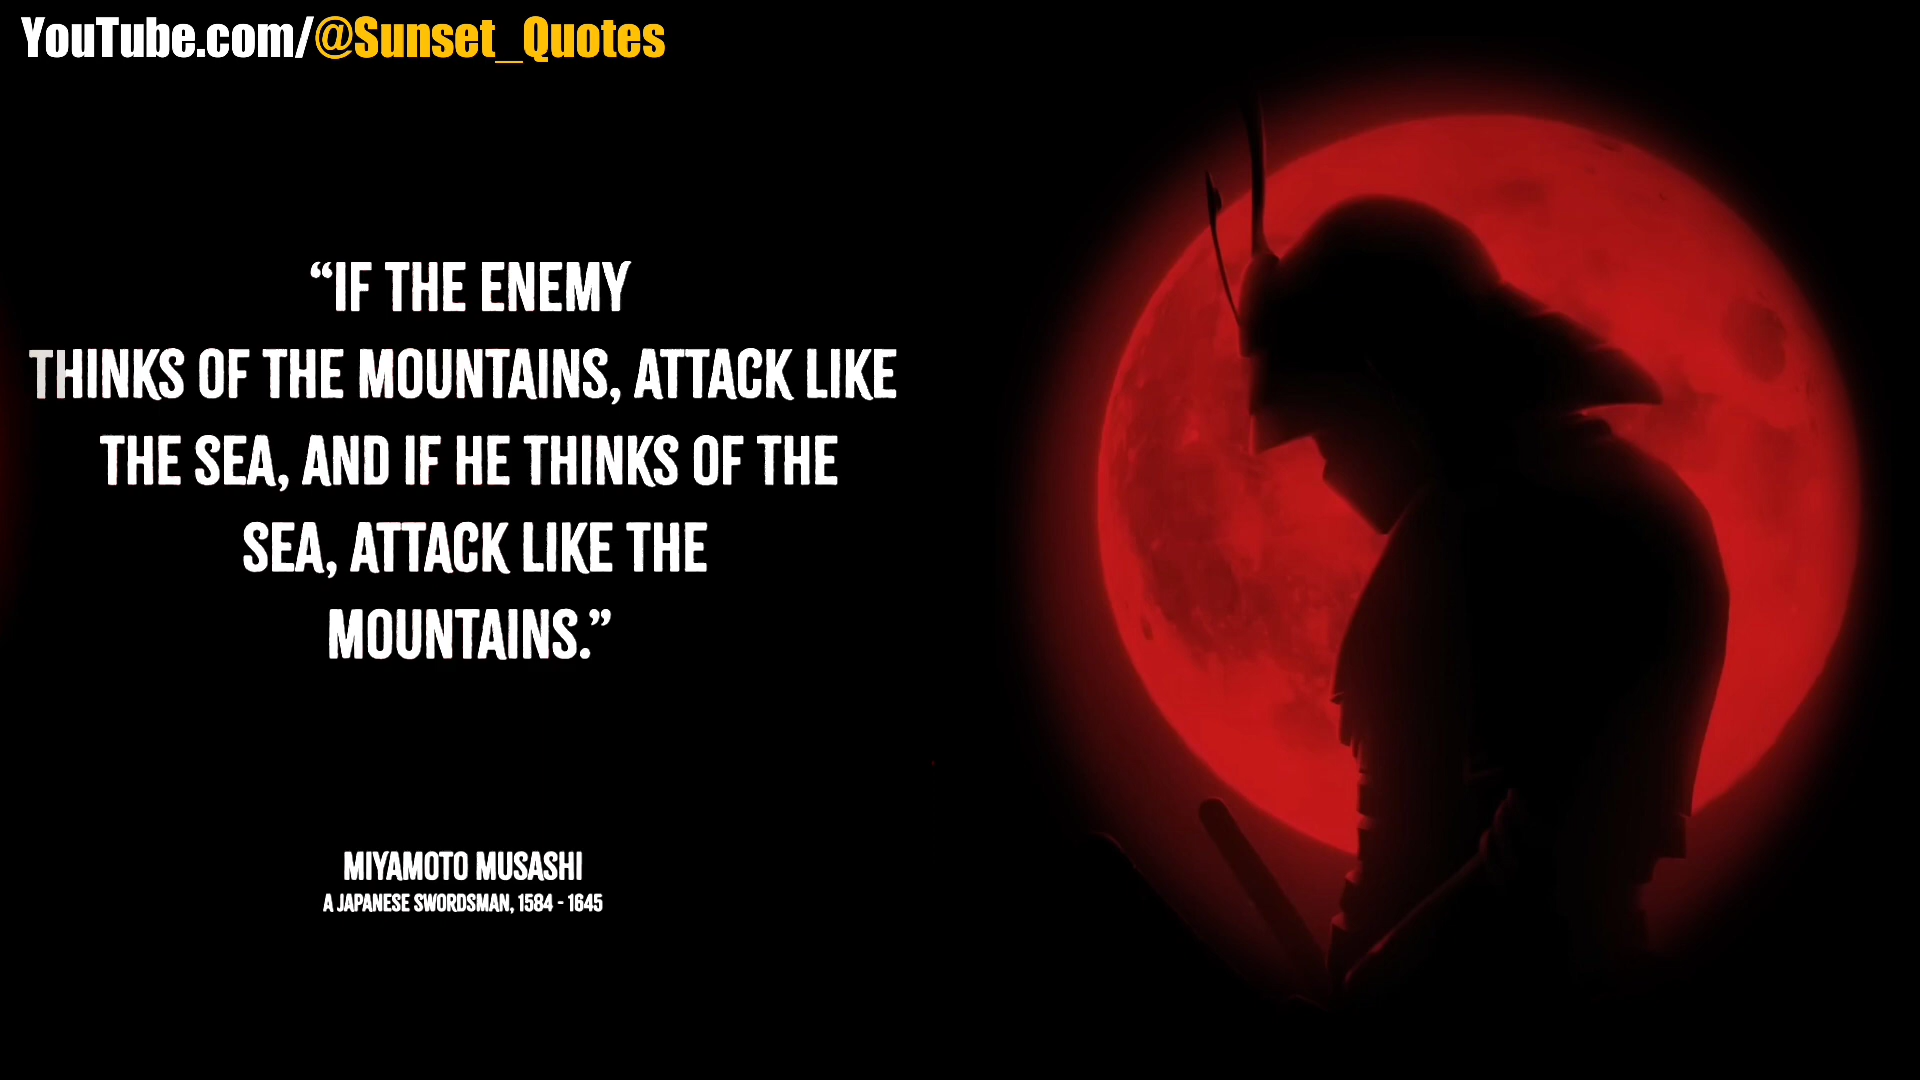 YouTube.com/@Sunset_Quotes
“IF THE ENEMY
THINKS OF THE MOUNTAINS, ATTACK LIKE
THE SEA, AND IF HE THINKS OF THE
SEA, ATTACK LIKE THE
MOUNTAINS.”
MIYAMOTO MUSASHI
A JAPANESE SWORDSMAN, 1584 - 1645